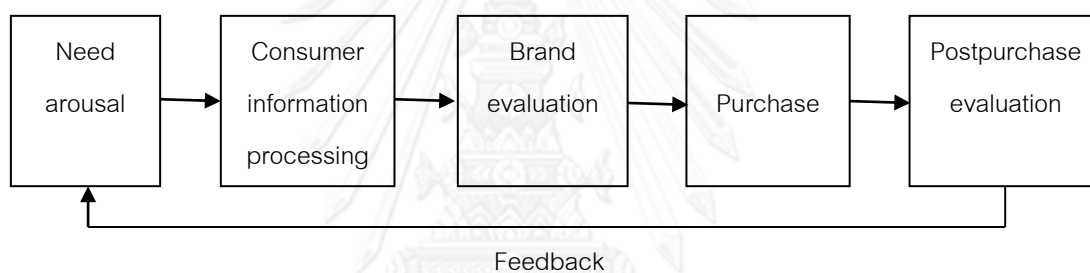 Need
arousal
Consumer
information
processing
Brand
evaluation
Purchase
Postpurchase
evaluation
Feedback